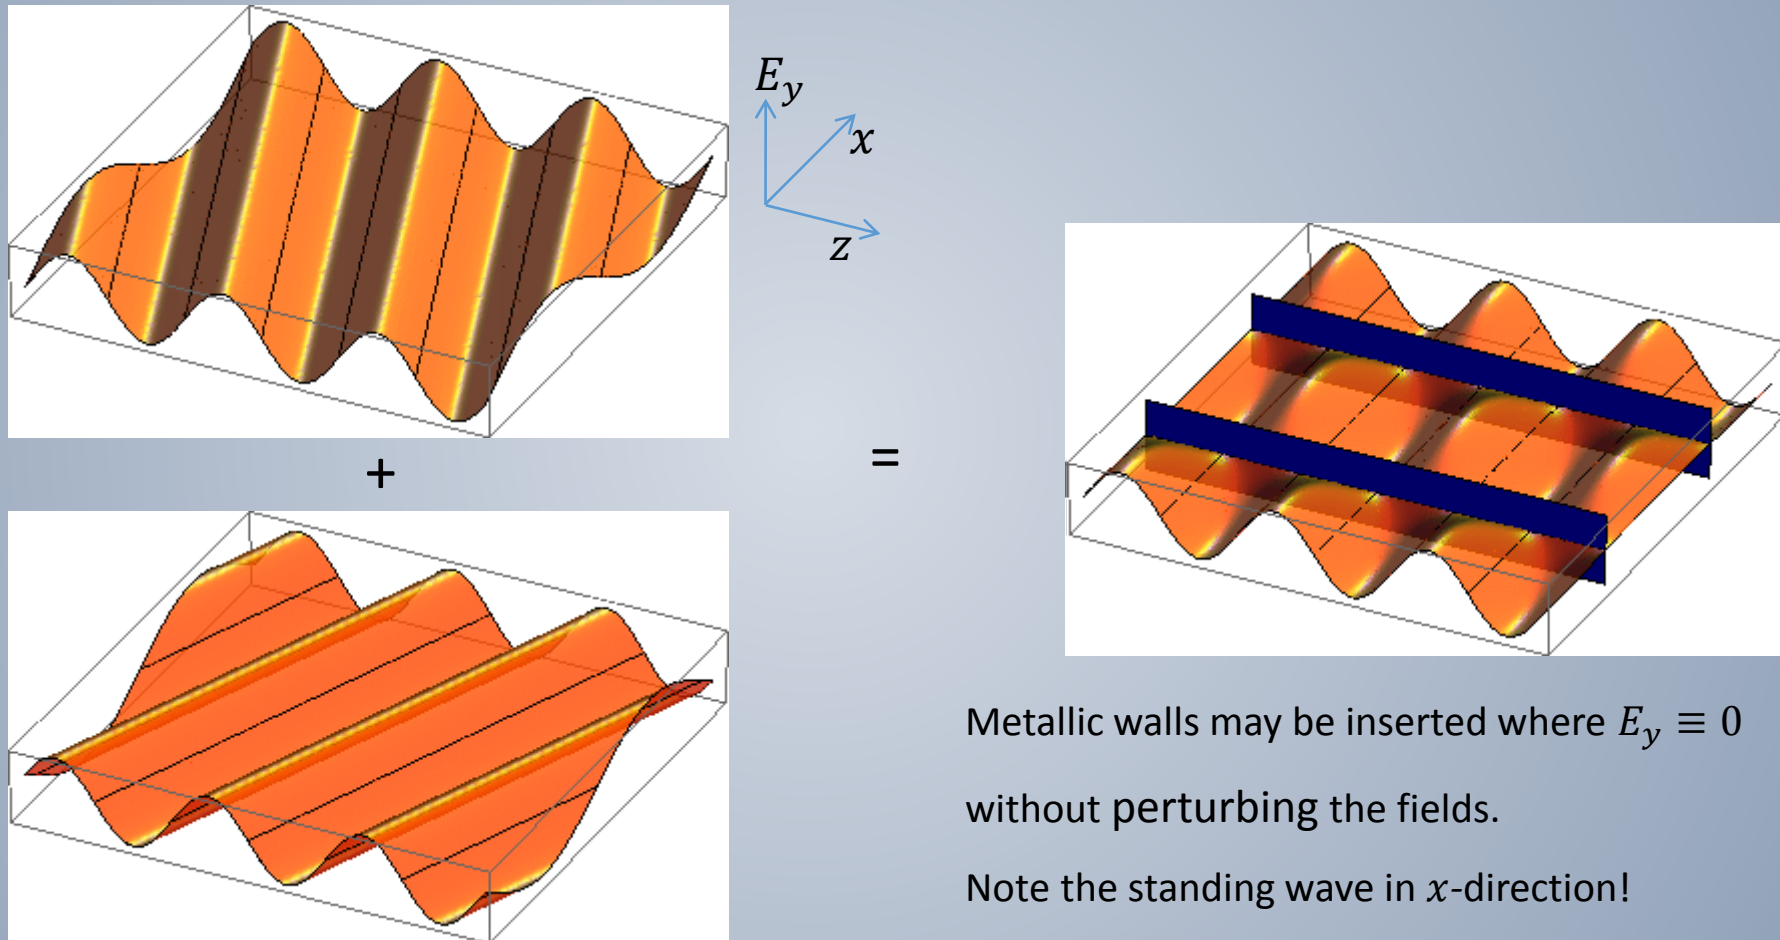 E_y
x
z
+
=
Metallic walls may be inserted where E_y ≡ 0
without perturbing the fields.
Note the standing wave in x-direction!